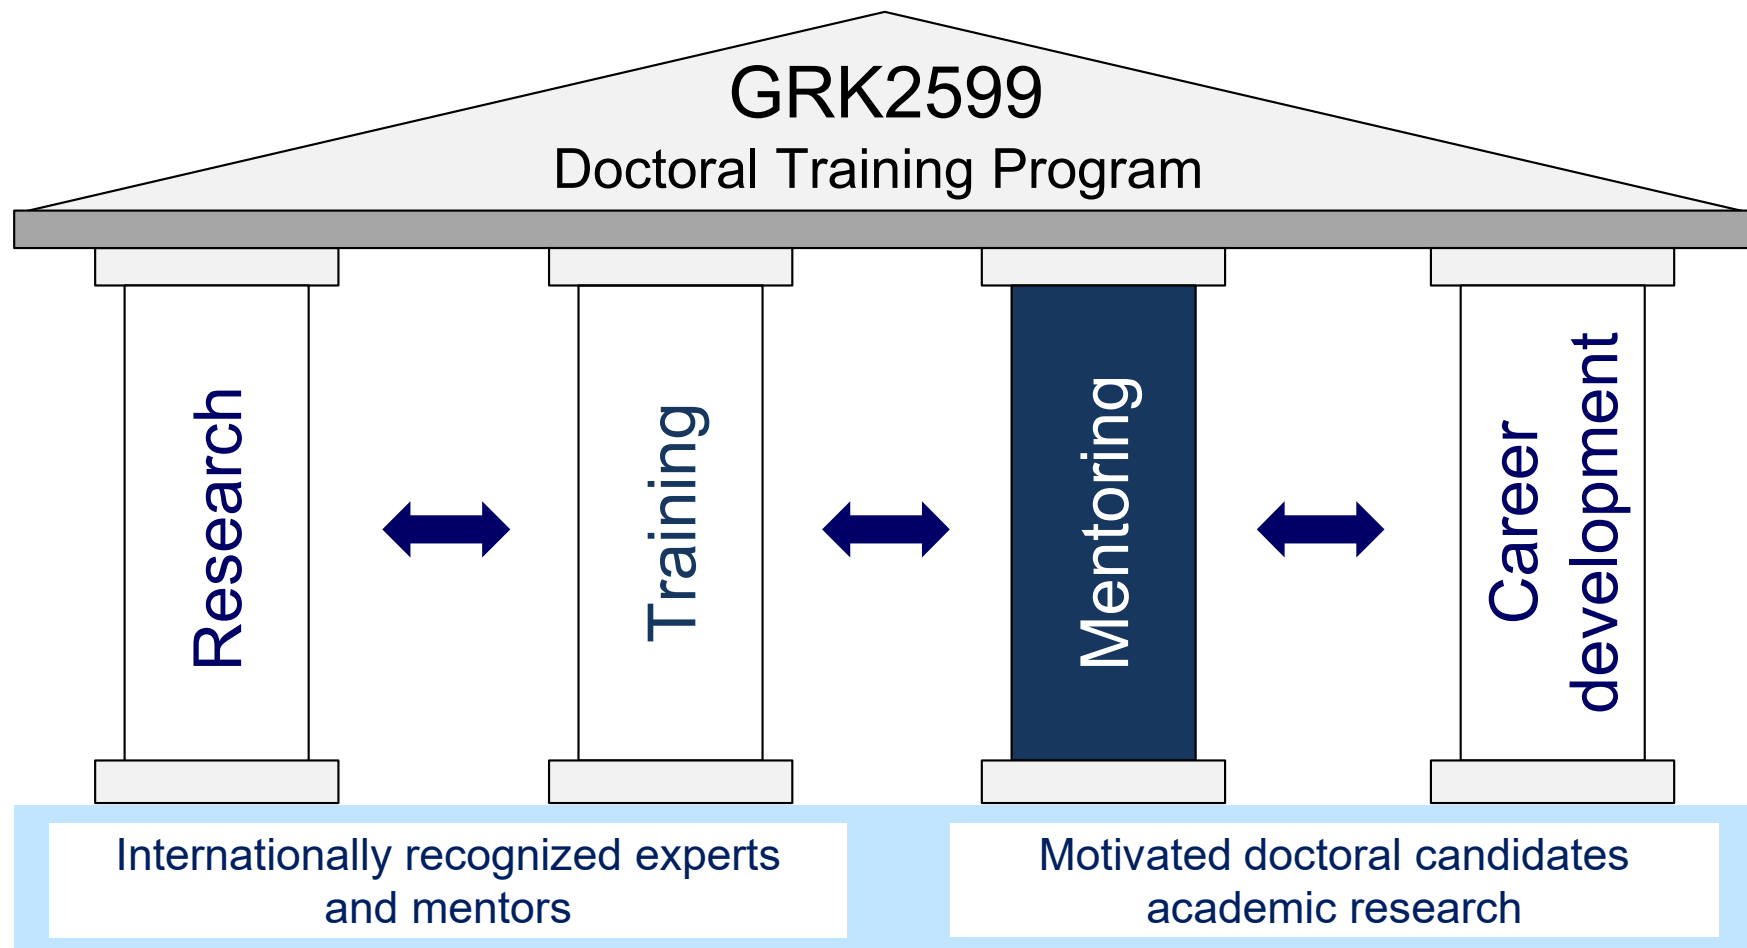 GRK2599
Doctoral Training Program
Research
Training
Mentoring
Career
development
Internationally recognized experts
and mentors
Motivated doctoral candidates
academic research